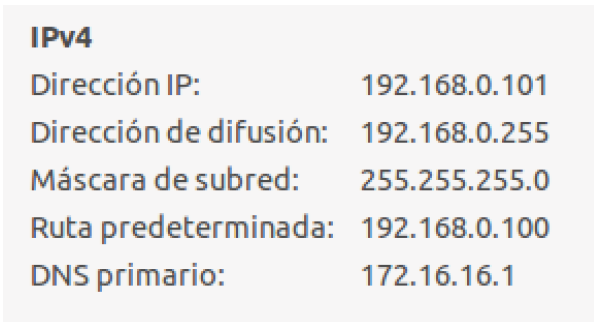 IPv4
Dirección IP: 192.168.0.101
Dirección de difusión: 192.168.0.255
Máscara de subred: 255.255.255.0
Ruta predeterminada: 192.168.0.100
DNS primario: 172.16.16.1